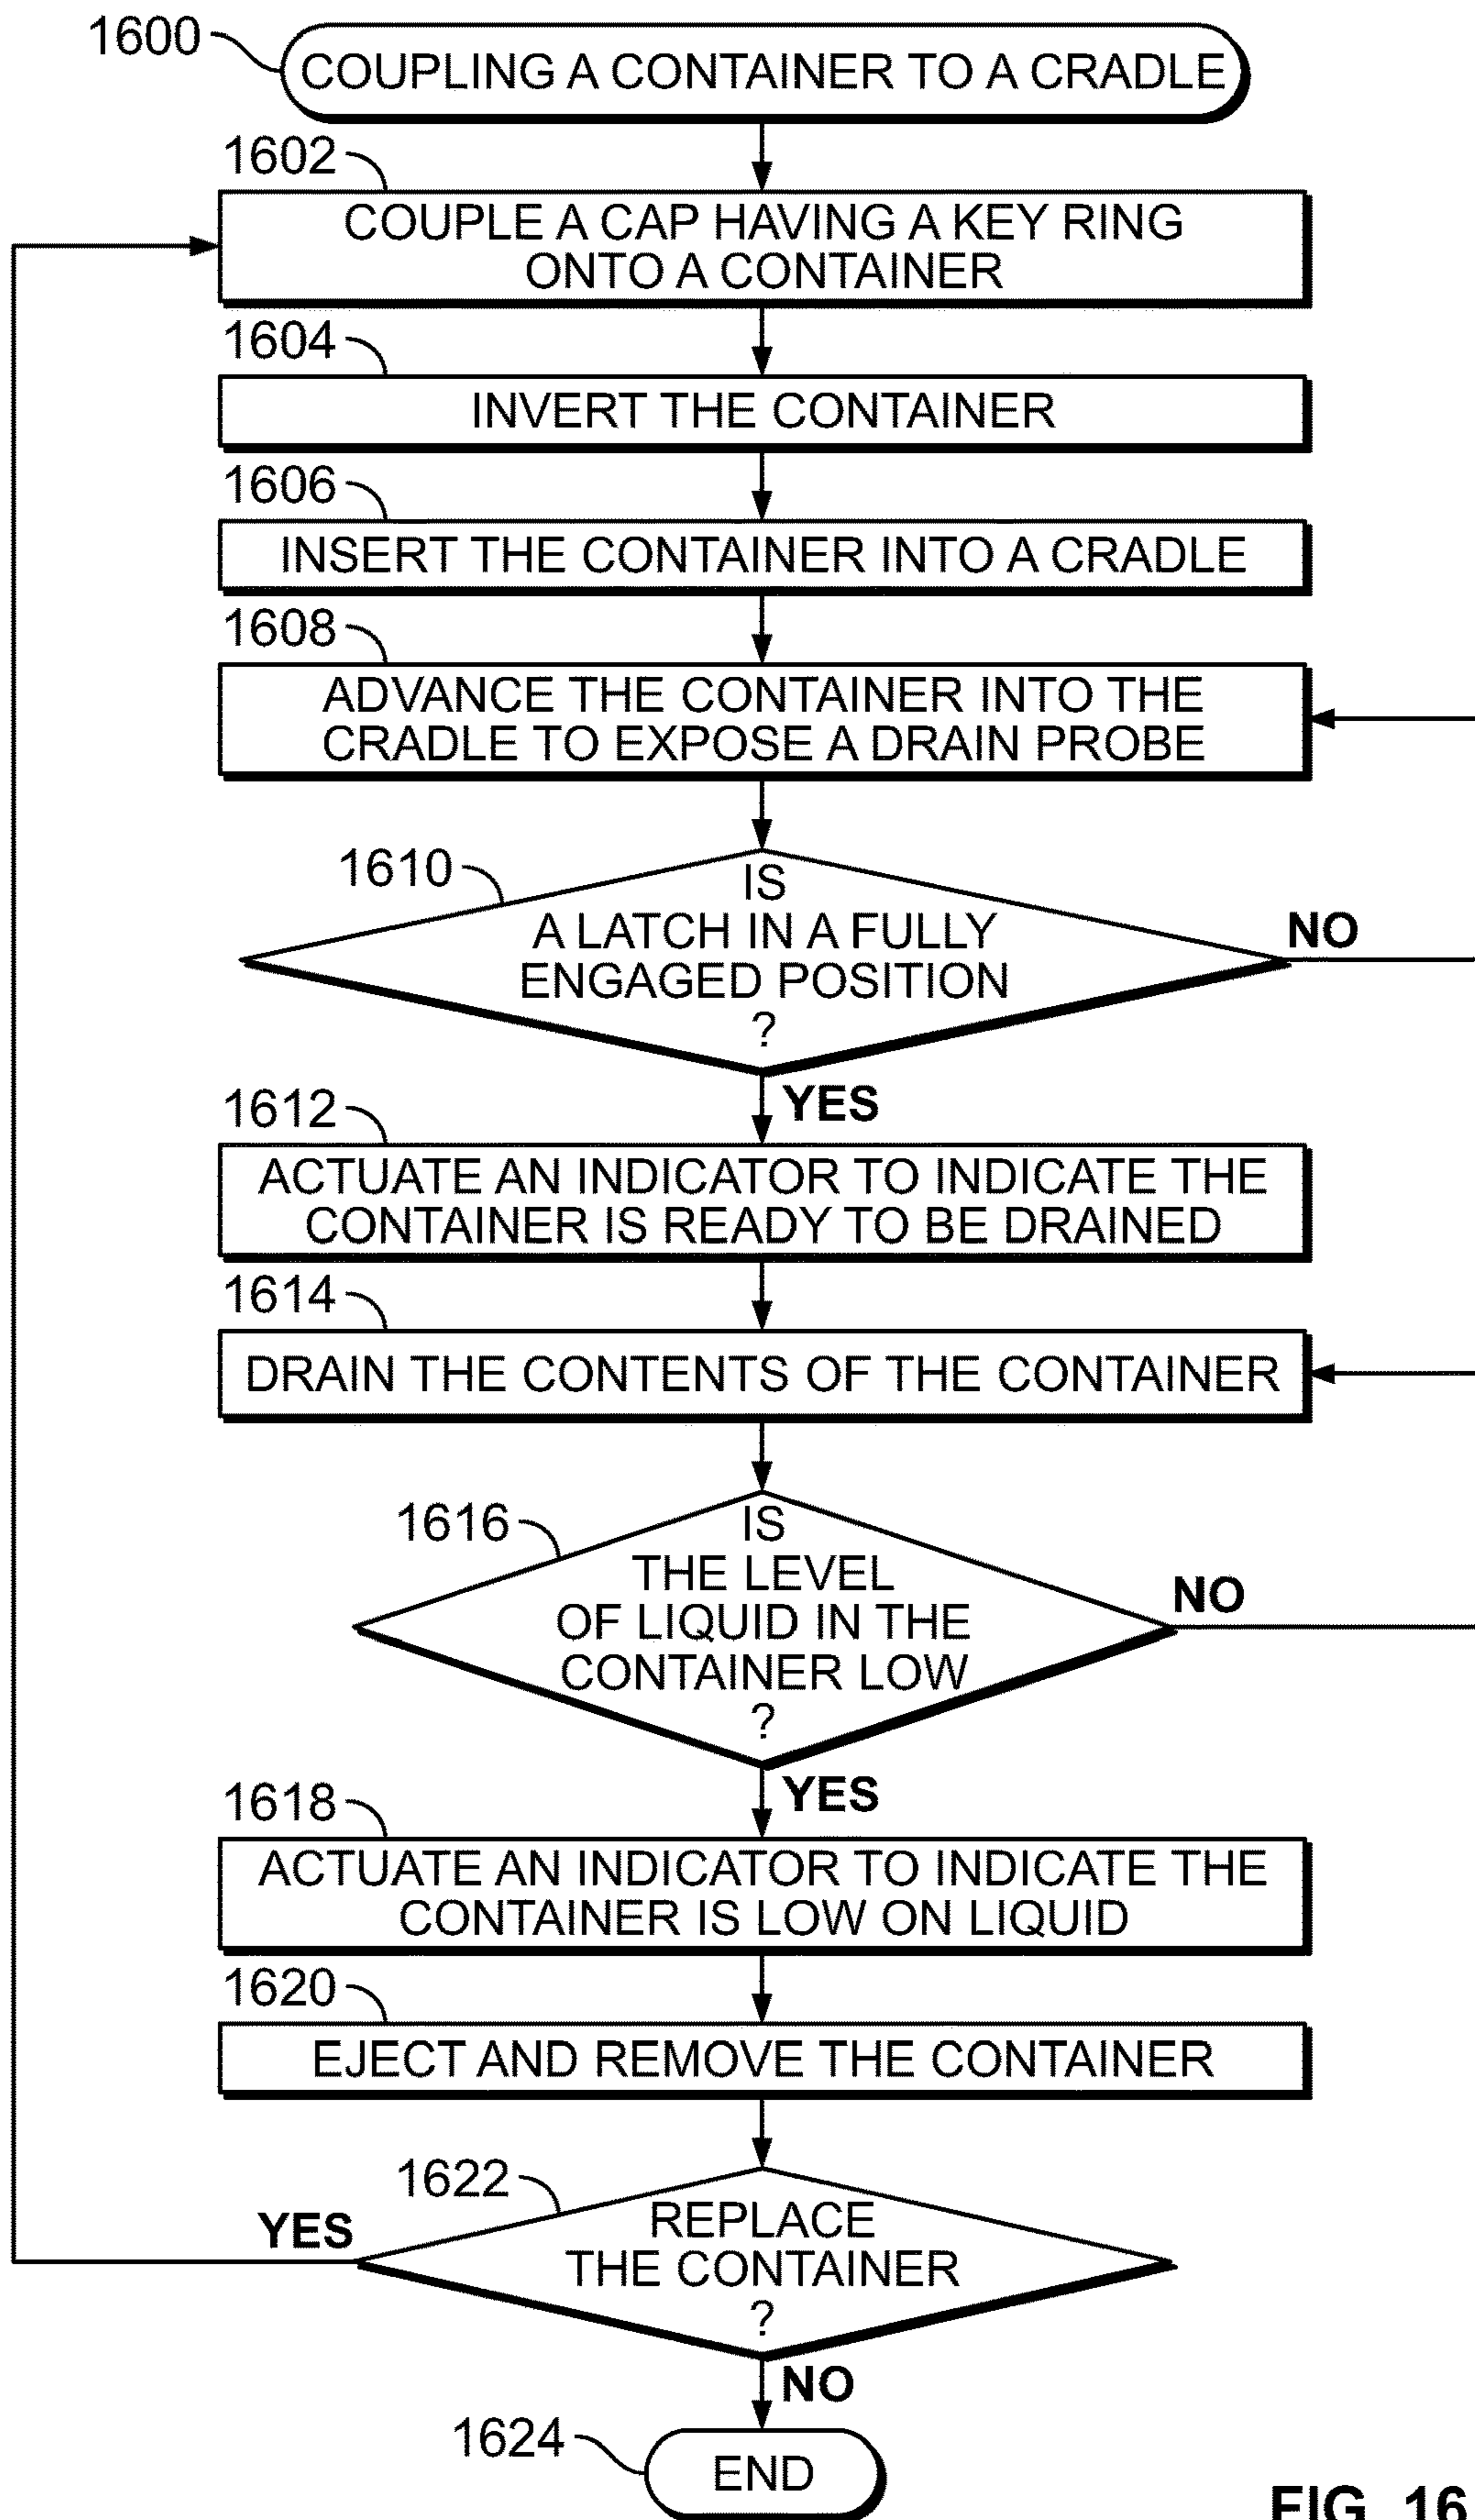 1600
COUPLING A CONTAINER TO A CRADLE
1602
COUPLE A CAP HAVING A KEY RING
ONTO A CONTAINER
1604
INVERT THE CONTAINER
1606
INSERT THE CONTAINER INTO A CRADLE
1608
ADVANCE THE CONTAINER INTO THE
CRADLE TO EXPOSE A DRAIN PROBE
1610
IS
A LATCH IN A FULLY
ENGAGED POSITION
?
NO
YES
1612
ACTUATE AN INDICATOR TO INDICATE THE
CONTAINER IS READY TO BE DRAINED
1614
DRAIN THE CONTENTS OF THE CONTAINER
1616
IS
THE LEVEL
OF LIQUID IN THE
CONTAINER LOW
?
NO
YES
1618
ACTUATE AN INDICATOR TO INDICATE THE
CONTAINER IS LOW ON LIQUID
1620
EJECT AND REMOVE THE CONTAINER
1622
REPLACE
THE CONTAINER
?
YES
NO
1624
END
FIG. 16